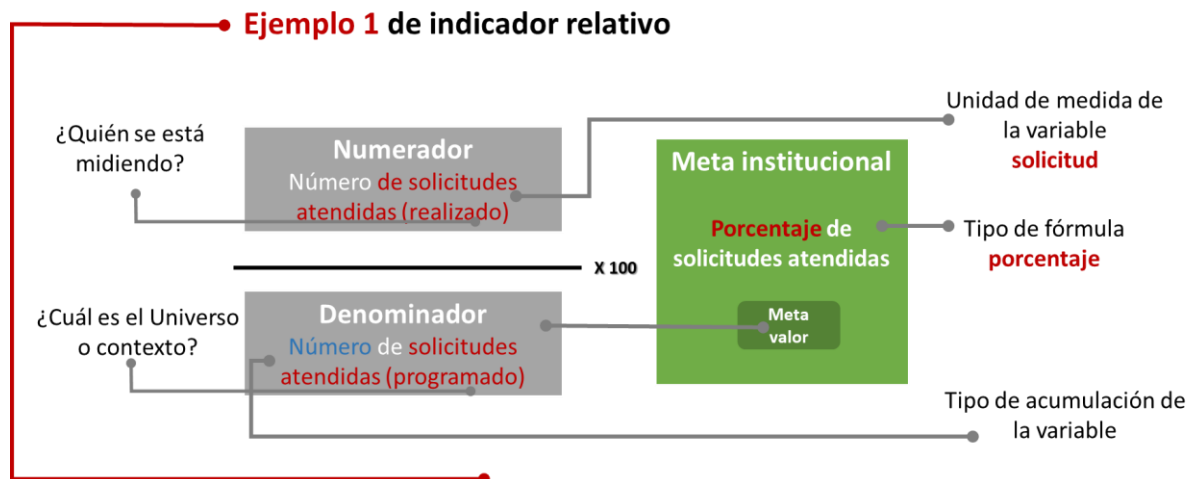 Ejemplo 1 de indicador relativo
¿Quién se está
midiendo?
Numerador
Número de solicitudes
atendidas (realizado)
X 100
¿Cuál es el Universo
o contexto?
Denominador
Número de solicitudes
atendidas (programado)
Meta institucional
Porcentaje de
solicitudes atendidas
Meta
valor
Unidad de medida de
la variable
solicitud
Tipo de fórmula
porcentaje
Tipo de acumulación de
la variable